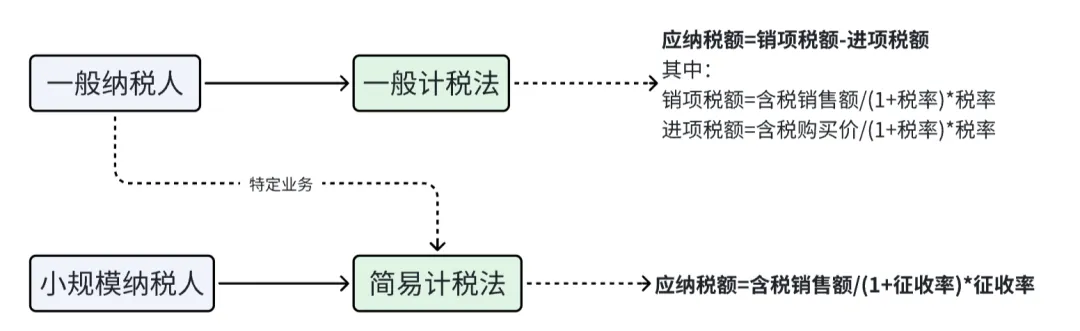 一般纳税人
一般计税法
应纳税额=销项税额-进项税额
其中：
销项税额=含税销售额/(1+税率)*税率
进项税额=含税购买价/(1+税率)*税率
特定业务
小规模纳税人
简易计税法
应纳税额=含税销售额/(1+征收率)*征收率